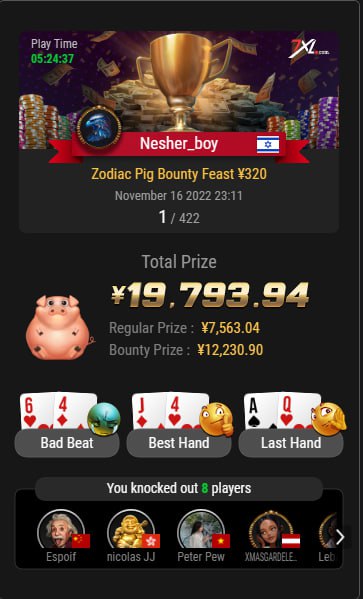 Play Time
05:24:37
7XL.com
Nesher_boy
Zodiac Pig Bounty Feast ¥320
November 16 2022 23:11
1 / 422
Total Prize
¥19,793.94
Regular Prize : ¥7,563.04
Bounty Prize : ¥12,230.90
6 4 J 4 A Q
Bad Beat Best Hand Last Hand
You knocked out 8 players
Espoif nicolas JJ Peter Pew XMASGARDELE.. Leb